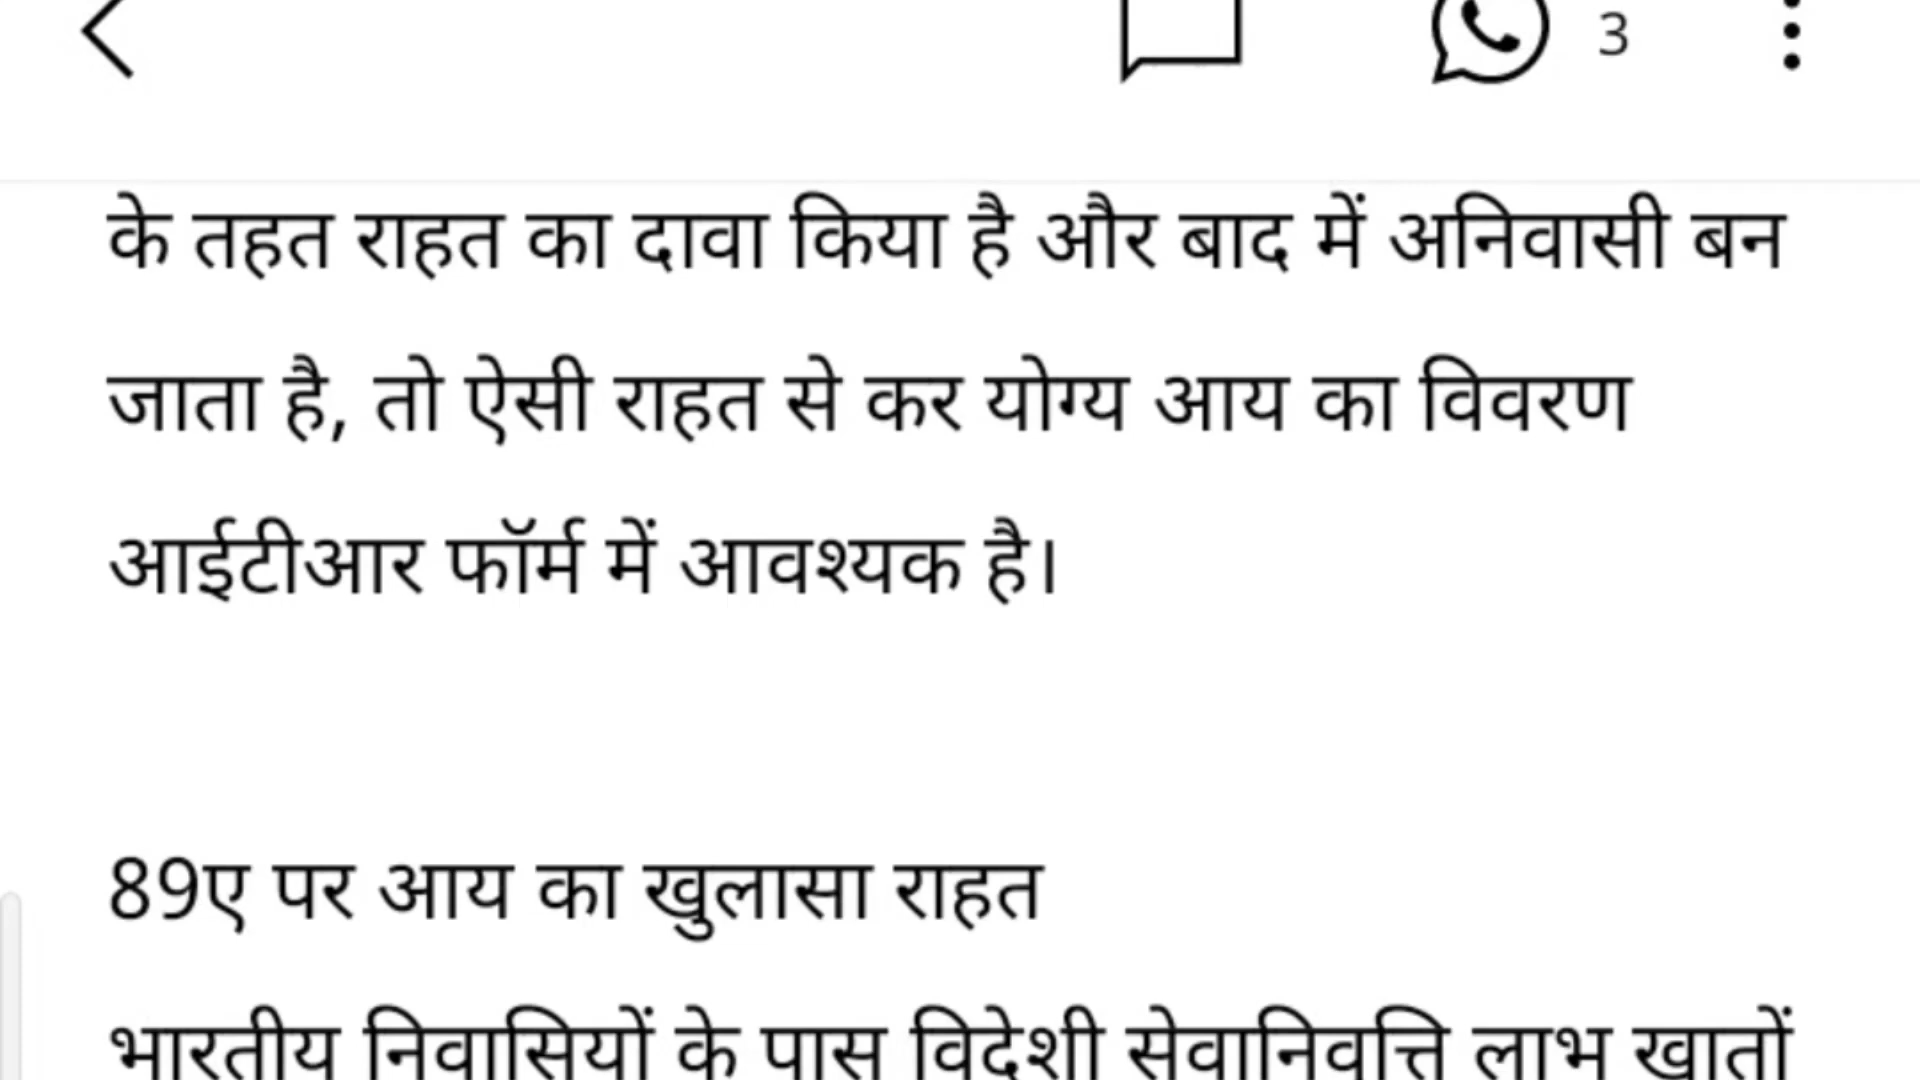 3
के तहत राहत का दावा किया है और बाद में अनिवासी बन
जाता है, तो ऐसी राहत से कर योग्य आय का विवरण
आईटीआर फॉर्म में आवश्यक है।
89ए पर आय का खुलासा राहत
भारतीय निवासियों के पास विदेशी सेवानिवृत्ति लाभ खातों